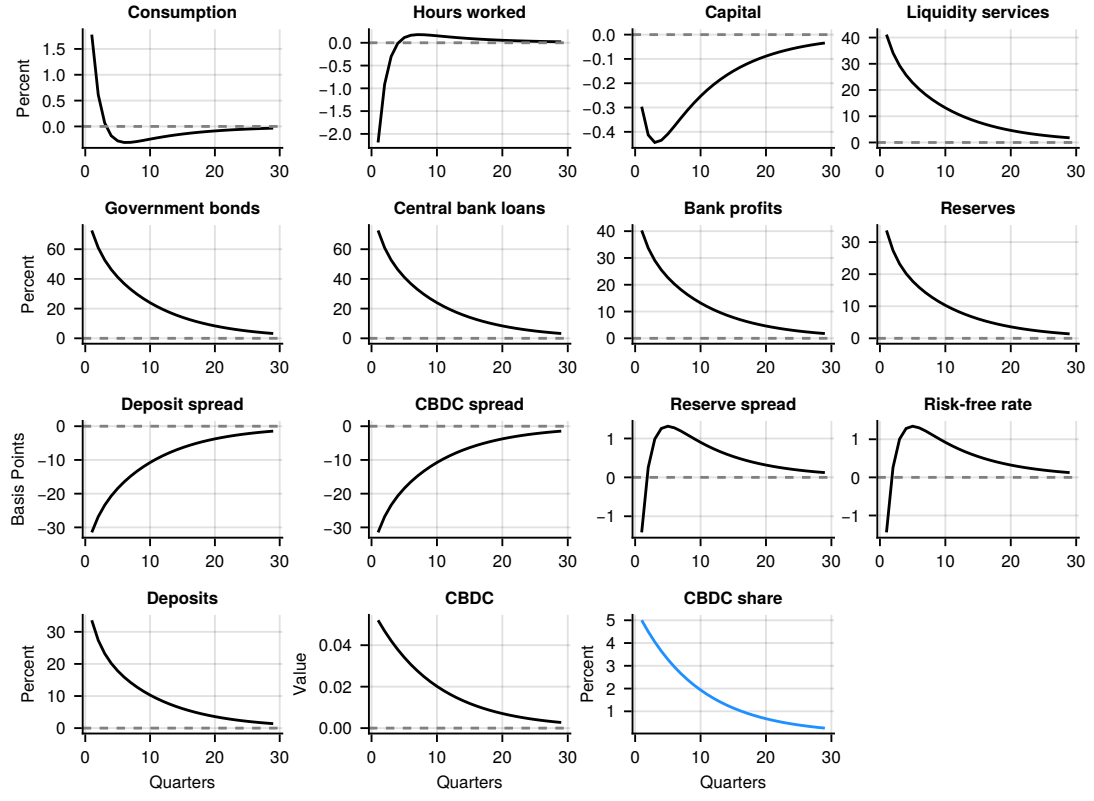 Consumption
Hours worked
Capital
Liquidity services
Percent
1.5
1.0
0.5
0.0
0 10 20 30
0.0
−0.5
−1.0
−1.5
−2.0
0 10 20 30
0.0
−0.1
−0.2
−0.3
−0.4
0 10 20 30
40
30
20
10
0
0 10 20 30
Government bonds
Central bank loans
Bank profits
Reserves
Percent
60
40
20
0
0 10 20 30
60
40
20
0
0 10 20 30
40
30
20
10
0
0 10 20 30
30
20
10
0
0 10 20 30
Deposit spread
CBDC spread
Reserve spread
Risk-free rate
Basis Points
0
−10
−20
−30
0 10 20 30
0
−10
−20
−30
0 10 20 30
1
0
−1
0 10 20 30
1
0
−1
0 10 20 30
Deposits
CBDC
CBDC share
Percent
30
20
10
0
0 10 20 30
Quarters
Value
0.04
0.02
0.00
0 10 20 30
Quarters
Percent
5
4
3
2
1
0 10 20 30
Quarters